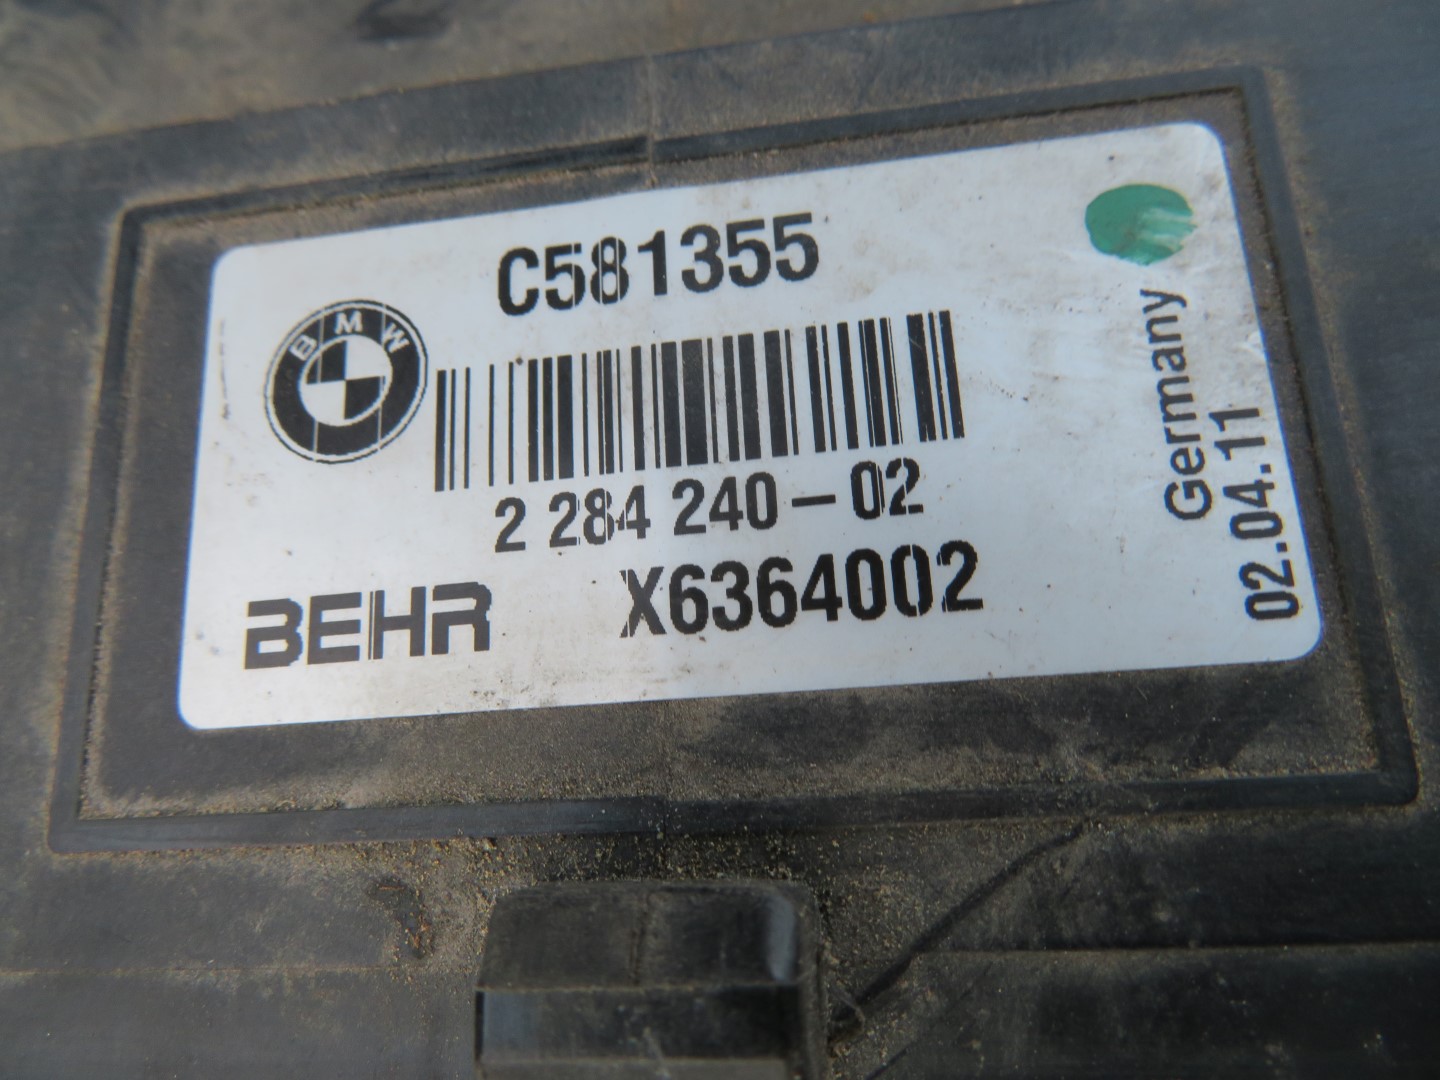 C581355
BMW
2 284 240-02
BEHR X6364002
Germany
02.04.11